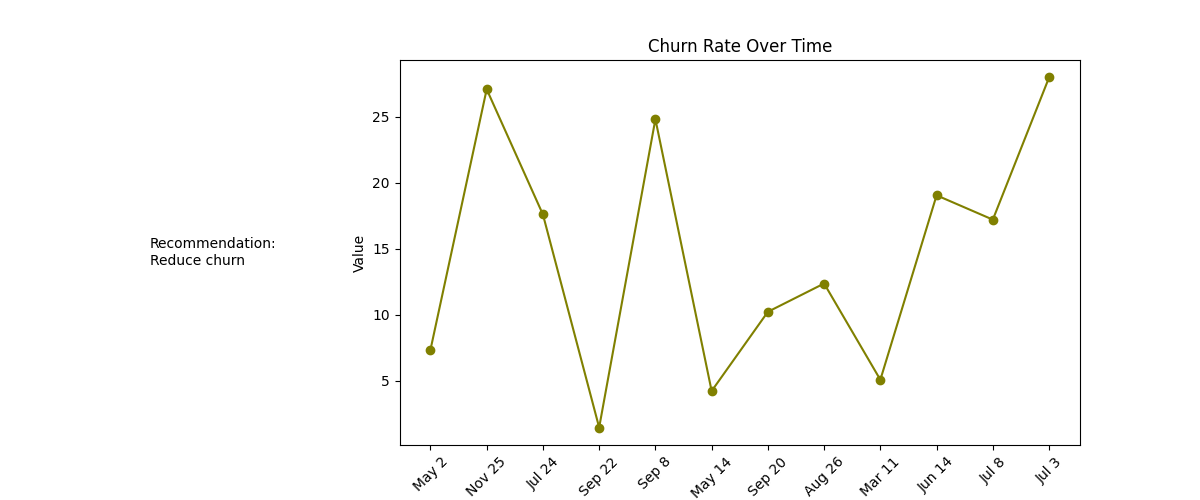 Churn Rate Over Time
Recommendation:
Reduce churn
Value
25
20
15
10
5
May 2
Nov 25
Jul 24
Sep 22
Sep 8
May 14
Sep 20
Aug 26
Mar 11
Jun 14
Jul 8
Jul 3